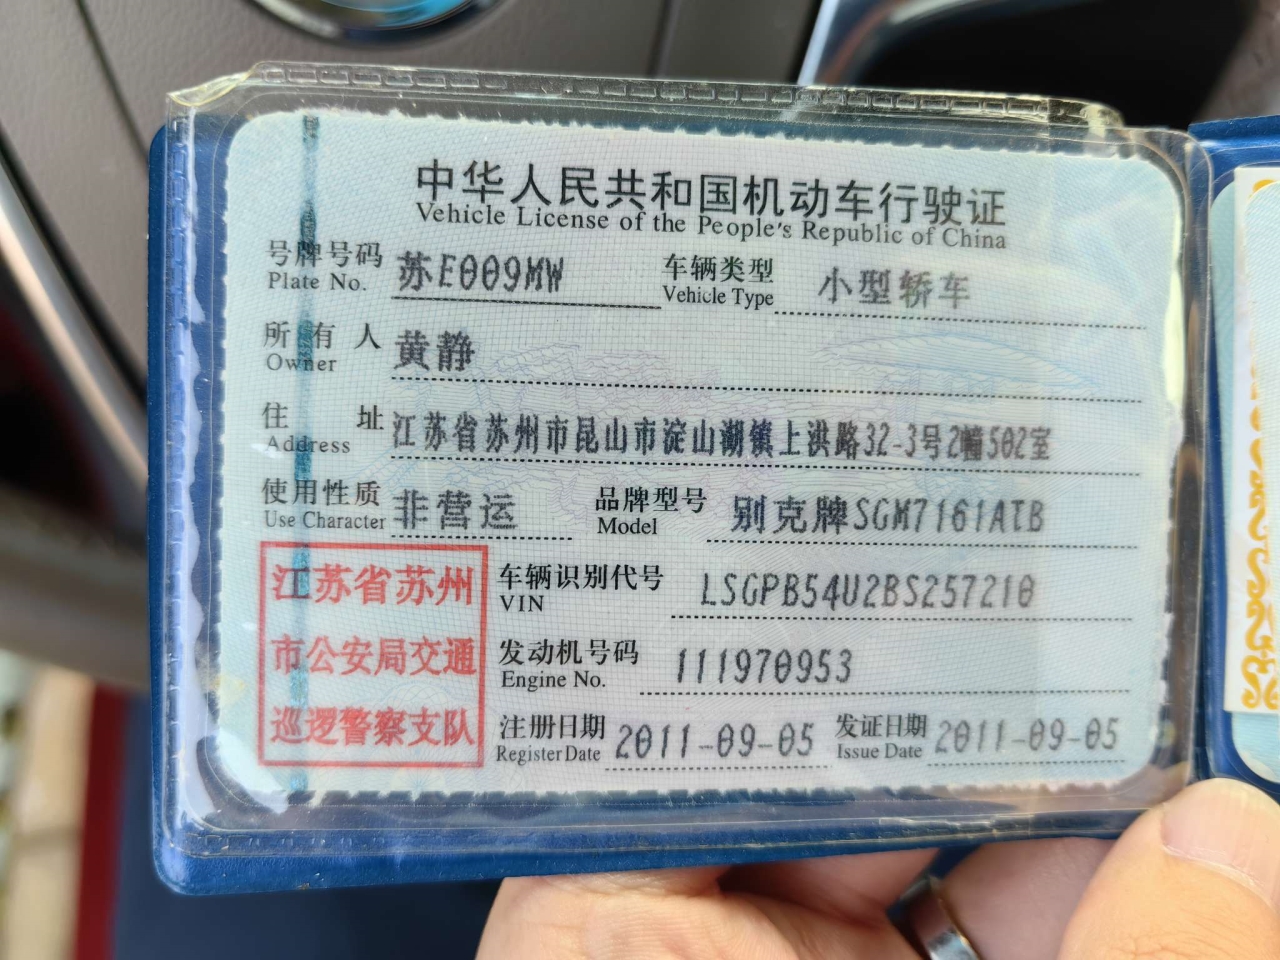 中华人民共和国机动车行驶证
Vehicle License of the People's Republic of China
号牌号码 苏E009MW 车辆类型 小型轿车
Plate No. Vehicle Type
所有人 黄静
Owner
住址 江苏省苏州市昆山市淀山湖镇上洪路32-3号2幢502室
Address
使用性质 非营运 品牌型号 别克牌SGM7161ATB
Use Character Model
江苏省苏州
市公安局交通
巡逻警察支队
车辆识别代号 LSGPB54U2BS257210
VIN
发动机号码 111970953
Engine No.
注册日期 2011-09-05 发证日期 2011-09-05
Register Date Issue Date